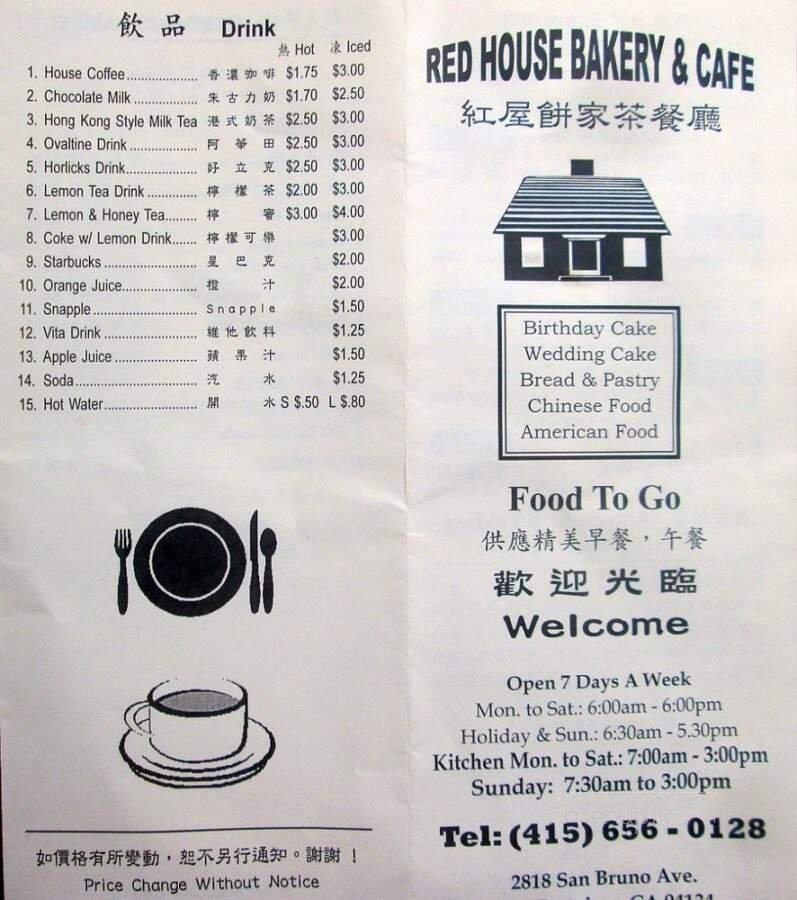 飲品 Drink
熱 Hot 凍 Iced
1. House Coffee 香濃咖啡 $1.75 $3.00
2. Chocolate Milk 朱古力奶 $1.70 $2.50
3. Hong Kong Style Milk Tea 港式奶茶 $2.50 $3.00
4. Ovaltine Drink 阿華田 $2.50 $3.00
5. Horlicks Drink 好立克 $2.50 $3.00
6. Lemon Tea Drink 檸檬茶 $2.00 $3.00
7. Lemon & Honey Tea 檸蜜 $3.00 $4.00
8. Coke w/ Lemon Drink 檸檬可樂 $3.00
9. Starbucks 星巴克 $2.00
10. Orange Juice 橙汁 $2.00
11. Snapple Snapple $1.50
12. Vita Drink 維他飲料 $1.25
13. Apple Juice 蘋果汁 $1.50
14. Soda 汽水 $1.25
15. Hot Water 開水 S $.50 L $.80
如價格有所變動，恕不另行通知。謝謝！
Price Change Without Notice
RED HOUSE BAKERY & CAFE
紅屋餅家茶餐廳
Birthday Cake
Wedding Cake
Bread & Pastry
Chinese Food
American Food
Food To Go
供應精美早餐，午餐
歡迎光臨
Welcome
Open 7 Days A Week
Mon. to Sat.: 6:00am - 6:00pm
Holiday & Sun.: 6:30am - 5.30pm
Kitchen Mon. to Sat.: 7:00am - 3:00pm
Sunday: 7:30am to 3:00pm
Tel: (415) 656 - 0128
2818 San Bruno Ave.
CA 94134